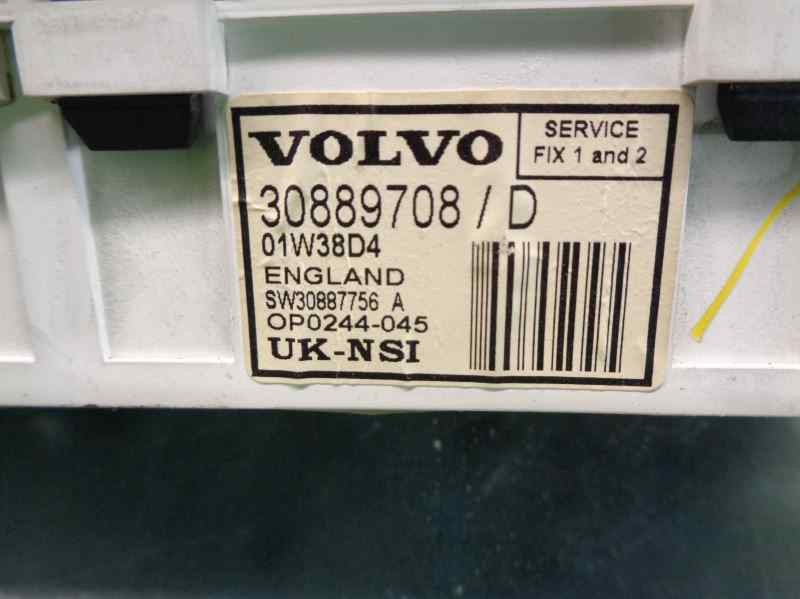 VOLVO
SERVICE
FIX 1 and 2
30889708 / D
01W38D4
ENGLAND
SW30887756 A
OP0244-045
UK-NSI